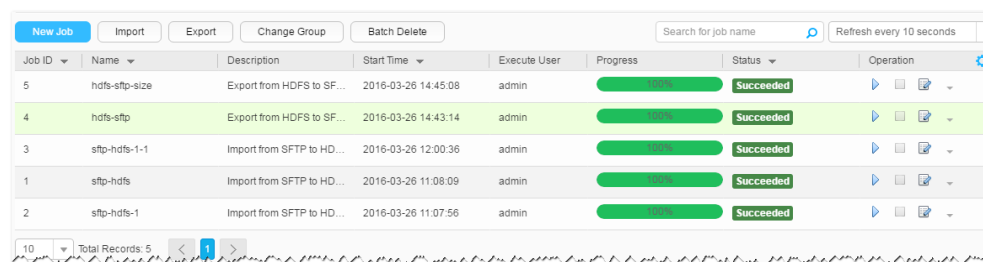 New Job Import Export Change Group Batch Delete Search for job name Refresh every 10 seconds
Job ID Name Description Start Time Execute User Progress Status Operation
5 hdfs-sftp-size Export from HDFS to SF... 2016-03-26 14:45:08 admin 100% Succeeded
4 hdfs-sftp Export from HDFS to SF... 2016-03-26 14:43:14 admin 100% Succeeded
3 sftp-hdfs-1-1 Import from SFTP to HD... 2016-03-26 12:00:36 admin 100% Succeeded
1 sftp-hdfs Import from SFTP to HD... 2016-03-26 11:08:09 admin 100% Succeeded
2 sftp-hdfs-1 Import from SFTP to HD... 2016-03-26 11:07:56 admin 100% Succeeded
10 Total Records: 5 < 1 >